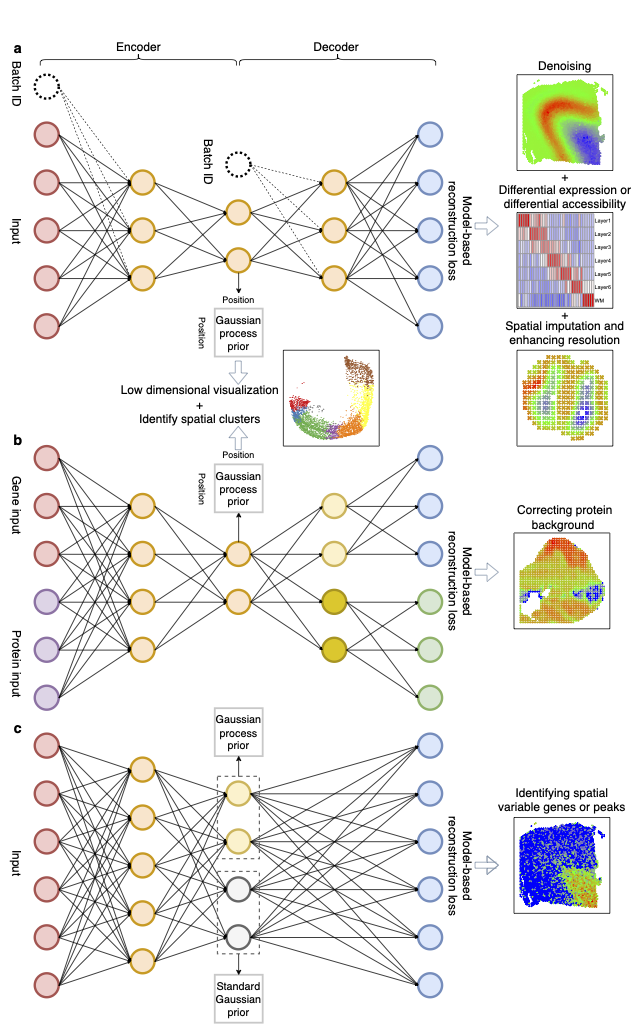 a
Encoder
Decoder
Batch ID
Batch ID
Input
Model-based
reconstruction loss
Denoising
+
Differential expression or
differential accessibility
Layer1
Layer2
Layer3
Layer4
Layer5
Layer6
WM
+
Spatial imputation and
enhancing resolution
Position
Position
Gaussian
process
prior
Low dimensional visualization
+
Identify spatial clusters
b
Position
Position
Gaussian
process
prior
Gene input
Protein input
Model-based
reconstruction loss
Correcting protein
background
c
Gaussian
process
prior
Input
Model-based
reconstruction loss
Identifying spatial
variable genes or peaks
Standard
Gaussian
prior